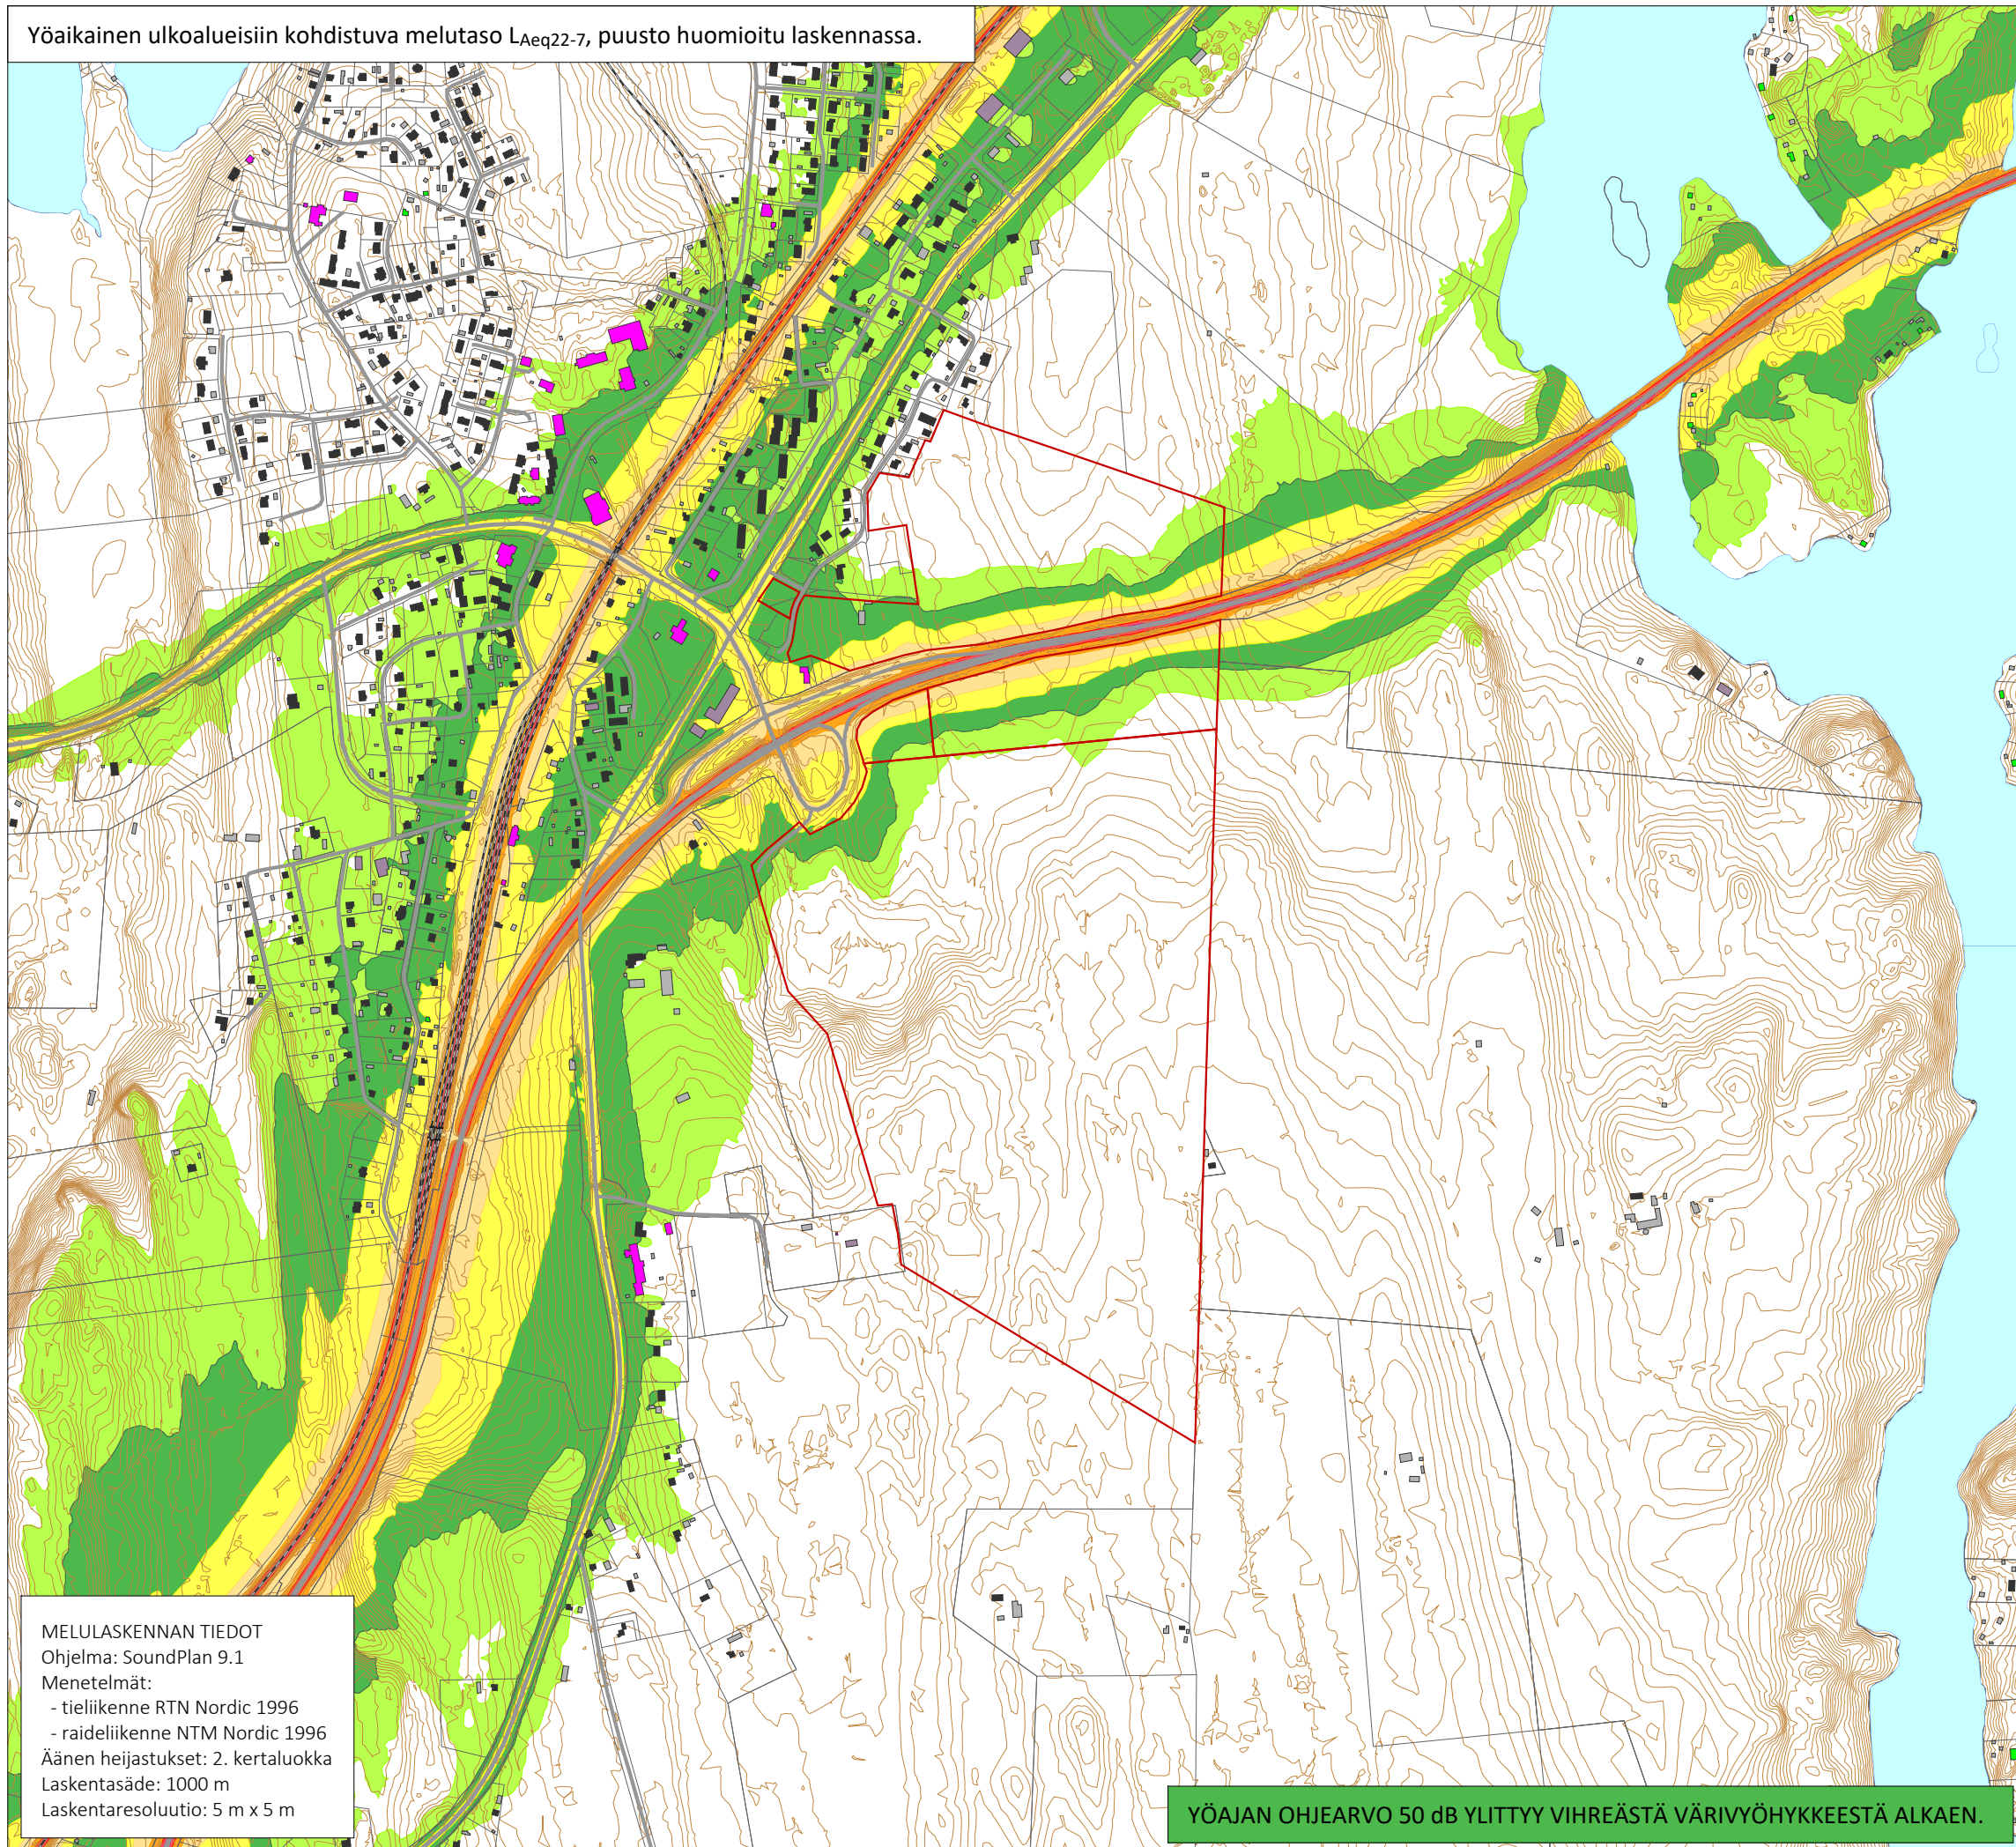 Yöaikainen ulkoalueisiin kohdistuva melutaso LAeq22-7, puusto huomioitu laskennassa.
MELULASKENNAN TIEDOT
Ohjelma: SoundPlan 9.1
Menetelmät:
- tieliikenne RTN Nordic 1996
- raideliikenne NTM Nordic 1996
Äänen heijastukset: 2. kertaluokka
Laskentasäde: 1000 m
Laskentaresoluutio: 5 m x 5 m
YÖAJAN OHJEARVO 50 dB YLITTYY VIHREÄSTÄ VÄRIVYÖHYKKEESTÄ ALKAEN.